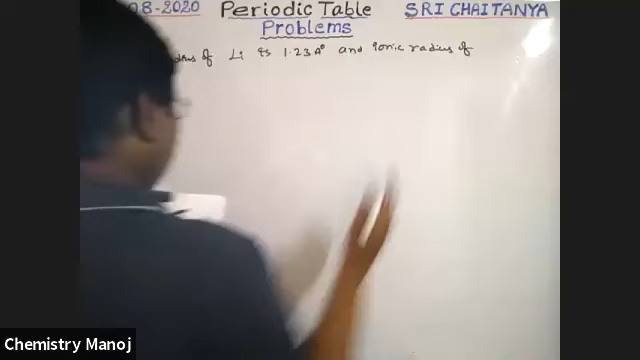 08-2020 Periodic Table SRI CHAITANYA
Problems
of Li is 1.23A° and ionic radius of
Chemistry Manoj